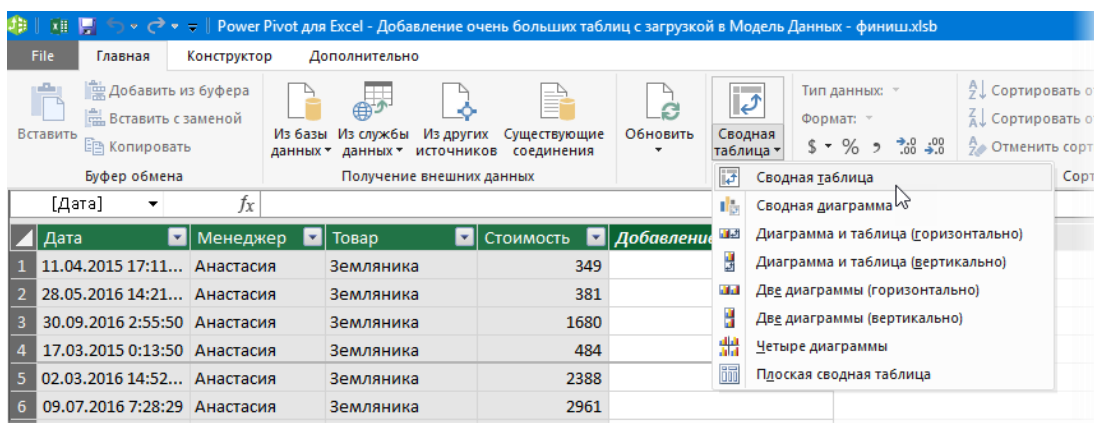 Power Pivot для Excel - Добавление очень больших таблиц с загрузкой в Модель Данных - финиш.xlsb
File Главная Конструктор Дополнительно
Вставить
Добавить из буфера
Вставить с заменой
Копировать
Буфер обмена
Из базы данных
Из службы данных
Из других источников
Существующие соединения
Получение внешних данных
Обновить
Сводная таблица
Тип данных:
Формат:
$ % 9 .00 .0 .00
Сортировать о
Сортировать о
Отменить сорт
Сорт
Сводная таблица
Сводная диаграмма
Диаграмма и таблица (горизонтально)
Диаграмма и таблица (вертикально)
Две диаграммы (горизонтально)
Две диаграммы (вертикально)
Четыре диаграммы
Плоская сводная таблица
[Дата] fx
Дата Менеджер Товар Стоимость Добавление
1 11.04.2015 17:11... Анастасия Земляника 349
2 28.05.2016 14:21... Анастасия Земляника 381
3 30.09.2016 2:55:50 Анастасия Земляника 1680
4 17.03.2015 0:13:50 Анастасия Земляника 484
5 02.03.2016 14:52... Анастасия Земляника 2388
6 09.07.2016 7:28:29 Анастасия Земляника 2961